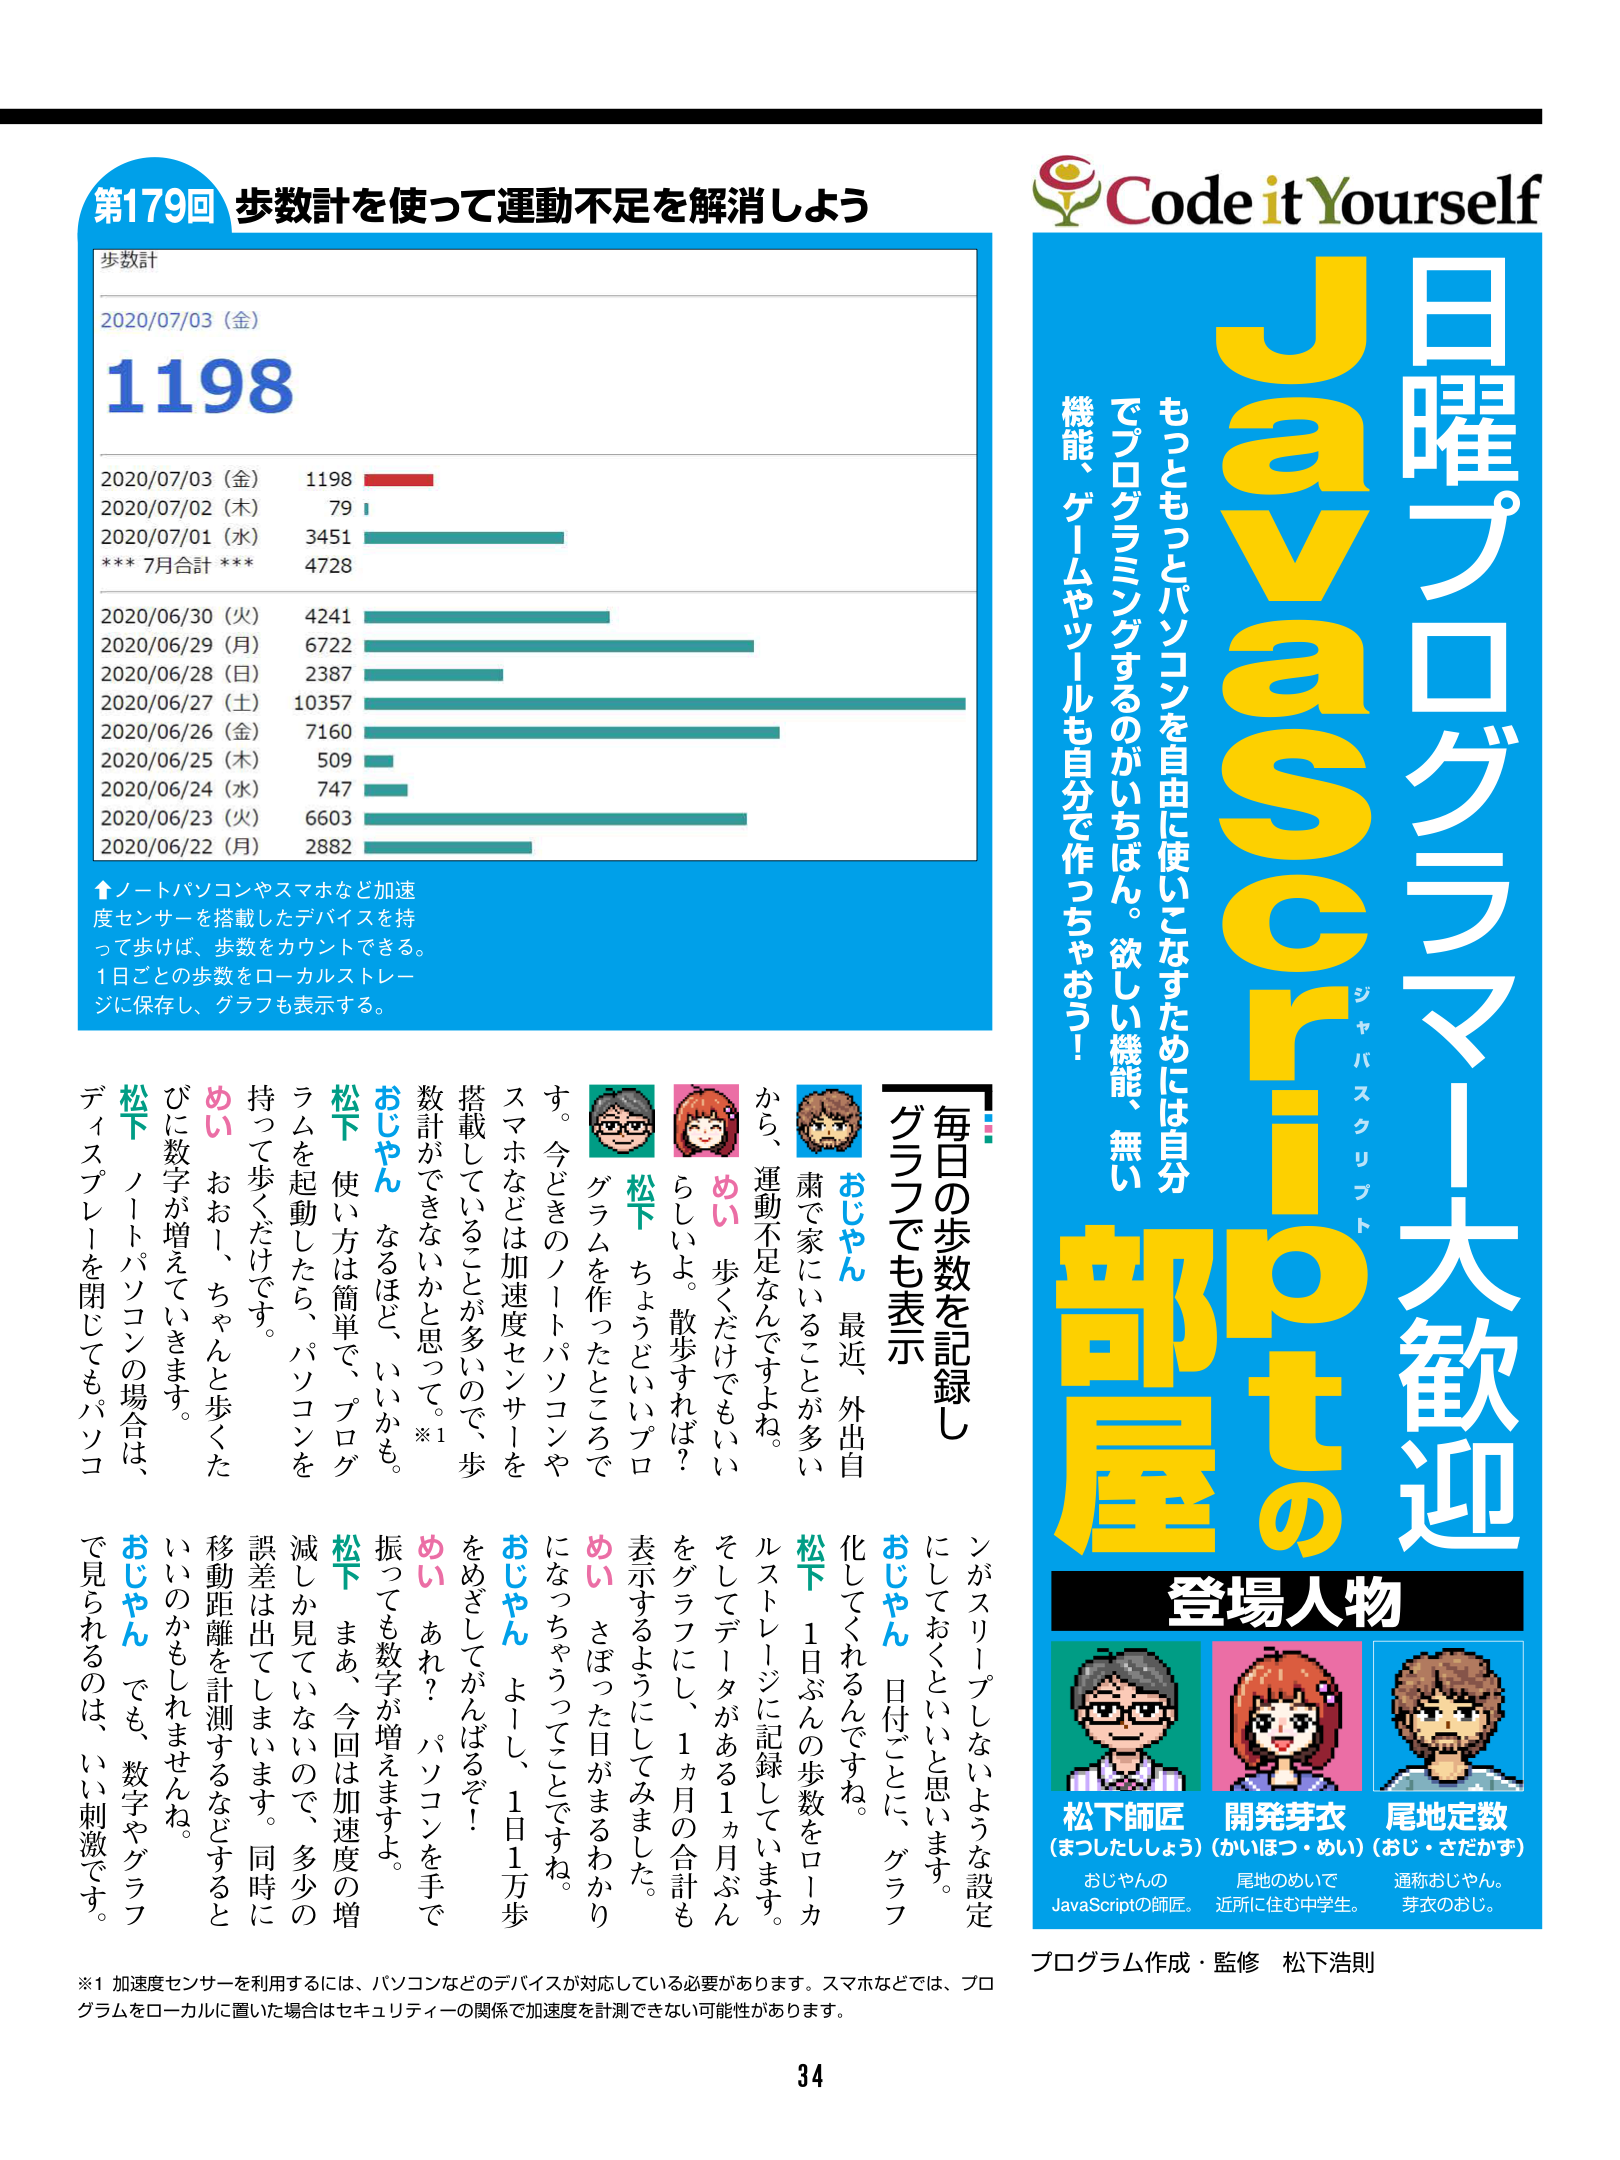 Code it Yourself
日曜プログラマー大歓迎
JavaScriptの
ジャバスクリプト
部屋
もっともっとパソコンを自由に使いこなすためには自分
でプログラミングするのがいちばん。欲しい機能、無い
機能、ゲームやツールも自分で作っちゃおう！
登場人物
尾地定数
（おじ・さだかず）
通称おじやん。
芽衣のおじ。
開発芽衣
（かいほつ・めい）
尾地のめいで
近所に住む中学生。
松下師匠
（まつしたししょう）
おじやんの
JavaScriptの師匠。
プログラム作成・監修　松下浩則
第179回 歩数計を使って運動不足を解消しよう
歩数計
2020/07/03（金）
1198
2020/07/03（金） 1198
2020/07/02（木） 79
2020/07/01（水） 3451
*** 7月合計 *** 4728
2020/06/30（火） 4241
2020/06/29（月） 6722
2020/06/28（日） 2387
2020/06/27（土） 10357
2020/06/26（金） 7160
2020/06/25（木） 509
2020/06/24（水） 747
2020/06/23（火） 6603
2020/06/22（月） 2882
⬆ノートパソコンやスマホなど加速
度センサーを搭載したデバイスを持
って歩けば、歩数をカウントできる。
1日ごとの歩数をローカルストレー
ジに保存し、グラフも表示する。
毎日の歩数を記録し
グラフでも表示
おじやん　最近、外出自
粛で家にいることが多い
から、運動不足なんですよね。
めい　歩くだけでもいい
らしいよ。散歩すれば？
松下　ちょうどいいプロ
グラムを作ったところで
す。今どきのノートパソコンや
スマホなどは加速度センサーを
搭載していることが多いので、歩
数計ができないかと思って。※1
おじやん　なるほど、いいかも。
松下　使い方は簡単で、プログ
ラムを起動したら、パソコンを
持って歩くだけです。
めい　おおー、ちゃんと歩くた
びに数字が増えていきます。
松下　ノートパソコンの場合は、
ディスプレーを閉じてもパソコ
ンがスリープしないような設定
にしておくといいと思います。
おじやん　日付ごとに、グラフ
化してくれるんですね。
松下　1日ぶんの歩数をローカ
ルストレージに記録しています。
そしてデータがある1ヵ月ぶん
をグラフにし、1ヵ月の合計も
表示するようにしてみました。
めい　さぼった日がまるわかり
になっちゃうってことですね。
おじやん　よーし、1日1万歩
をめざしてがんばるぞ！
めい　あれ？　パソコンを手で
振っても数字が増えますよ。
松下　まあ、今回は加速度の増
減しか見ていないので、多少の
誤差は出てしまいます。同時に
移動距離を計測するなどすると
いいのかもしれませんね。
おじやん　でも、数字やグラフ
で見られるのは、いい刺激です。
※1 加速度センサーを利用するには、パソコンなどのデバイスが対応している必要があります。スマホなどでは、プロ
グラムをローカルに置いた場合はセキュリティーの関係で加速度を計測できない可能性があります。
34